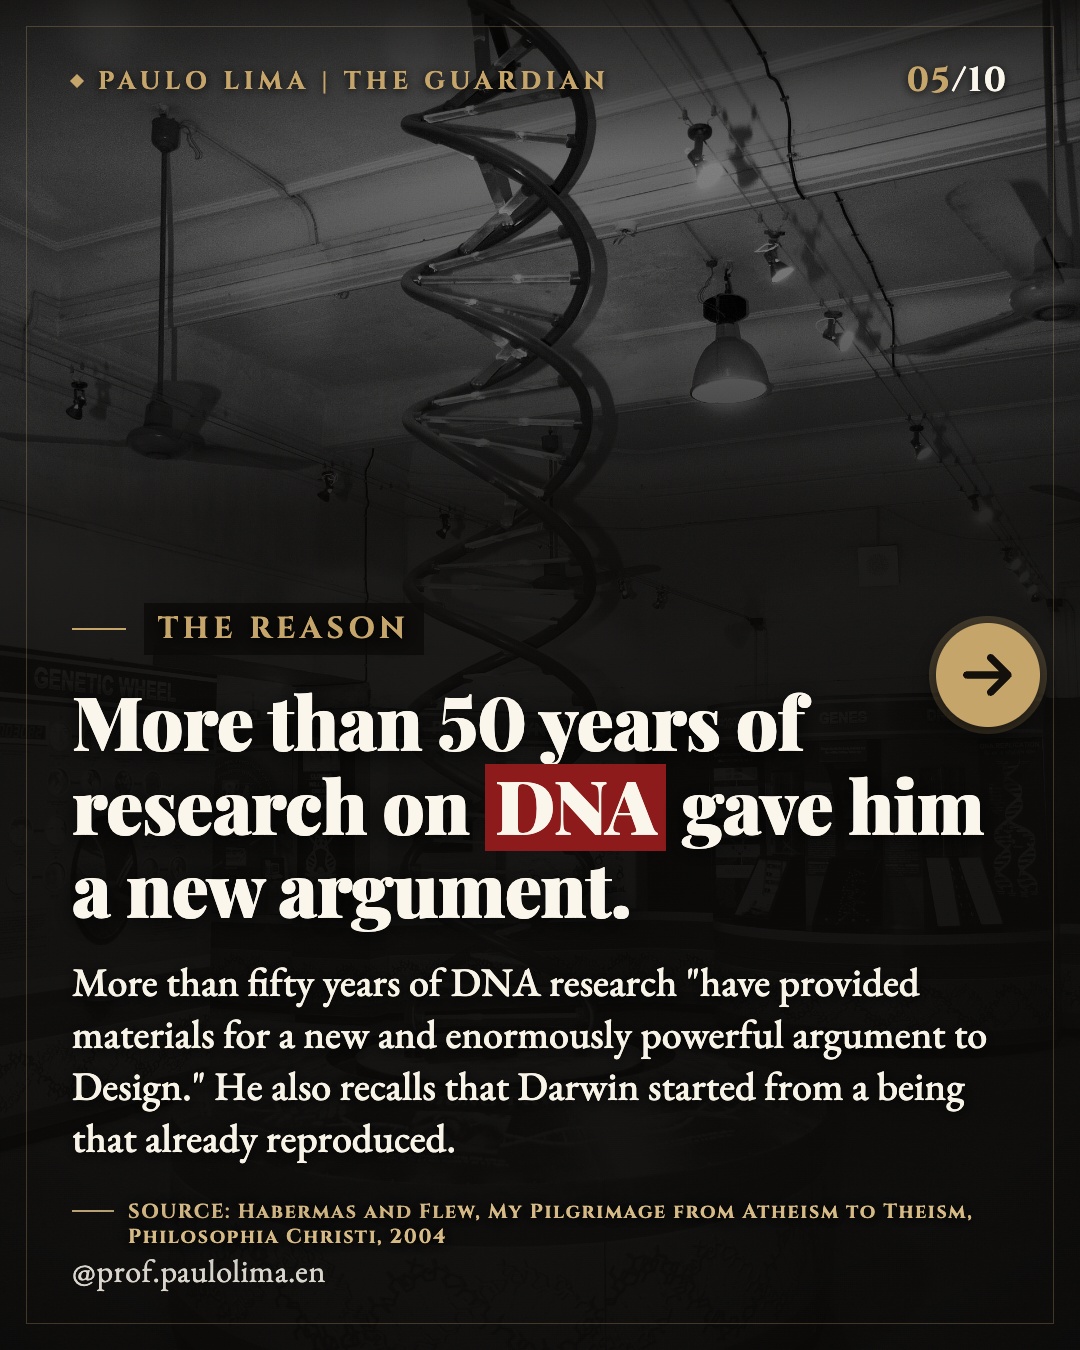 ◆ PAULO LIMA | THE GUARDIAN
05/10
THE REASON
GENETIC WHEEL
More than 50 years of
GENES
research on DNA gave him
a new argument.
More than fifty years of DNA research "have provided
materials for a new and enormously powerful argument to
Design." He also recalls that Darwin started from a being
that already reproduced.
SOURCE: Habermas and Flew, My Pilgrimage from Atheism to Theism,
Philosophia Christi, 2004
@prof.paulolima.en